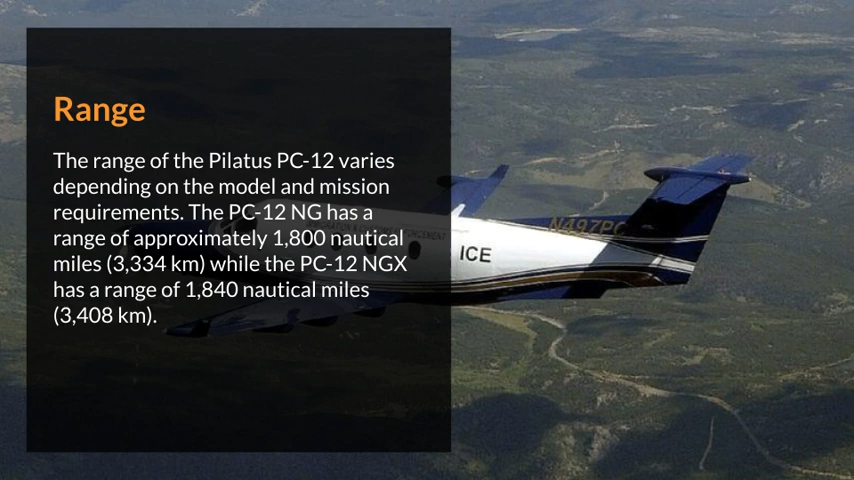 Range
The range of the Pilatus PC-12 varies
depending on the model and mission
requirements. The PC-12 NG has a
range of approximately 1,800 nautical
miles (3,334 km) while the PC-12 NGX
has a range of 1,840 nautical miles
(3,408 km).
ICE
N497PC